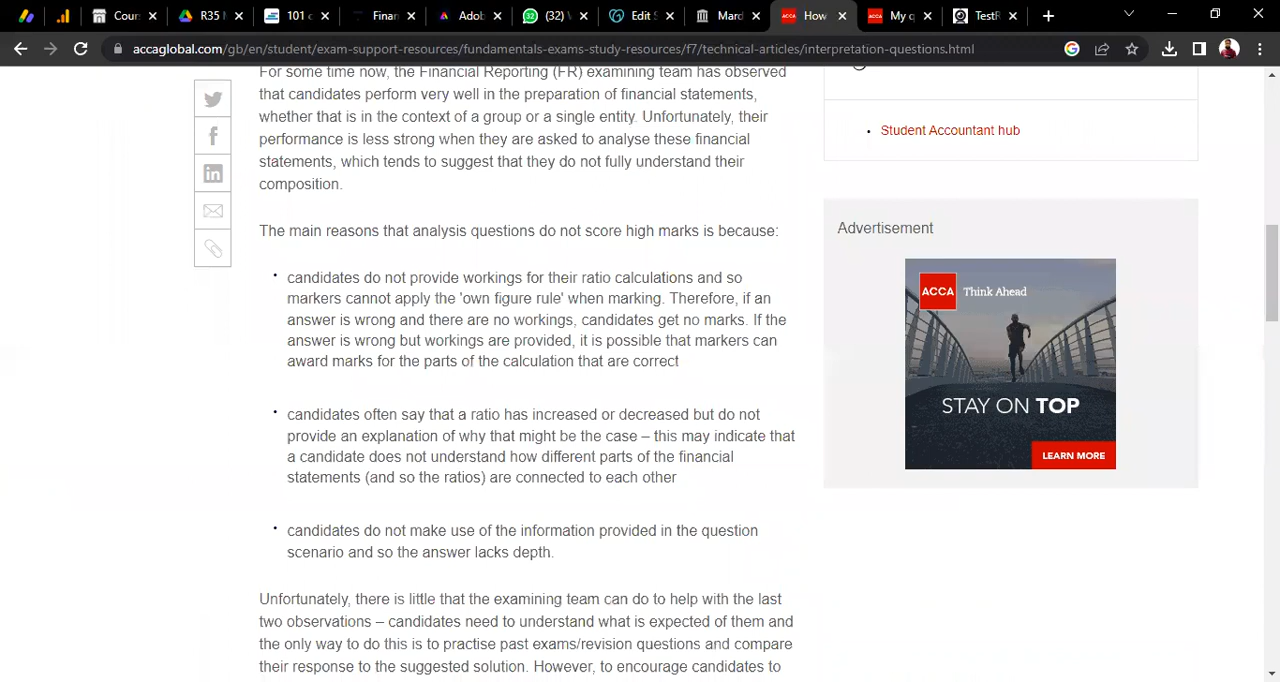 Cour
R35 I
101 c
Finar
Adob
(32) \
Edit S
Marc
How
My q
TestR
accaglobal.com/gb/en/student/exam-support-resources/fundamentals-exams-study-resources/f7/technical-articles/interpretation-questions.html
For some time now, the Financial Reporting (FR) examining team has observed
that candidates perform very well in the preparation of financial statements,
whether that is in the context of a group or a single entity. Unfortunately, their
performance is less strong when they are asked to analyse these financial
statements, which tends to suggest that they do not fully understand their
composition.
The main reasons that analysis questions do not score high marks is because:
• candidates do not provide workings for their ratio calculations and so
markers cannot apply the 'own figure rule' when marking. Therefore, if an
answer is wrong and there are no workings, candidates get no marks. If the
answer is wrong but workings are provided, it is possible that markers can
award marks for the parts of the calculation that are correct
• candidates often say that a ratio has increased or decreased but do not
provide an explanation of why that might be the case – this may indicate that
a candidate does not understand how different parts of the financial
statements (and so the ratios) are connected to each other
• candidates do not make use of the information provided in the question
scenario and so the answer lacks depth.
Unfortunately, there is little that the examining team can do to help with the last
two observations – candidates need to understand what is expected of them and
the only way to do this is to practise past exams/revision questions and compare
their response to the suggested solution. However, to encourage candidates to
• Student Accountant hub
Advertisement
ACCA Think Ahead
STAY ON TOP
LEARN MORE